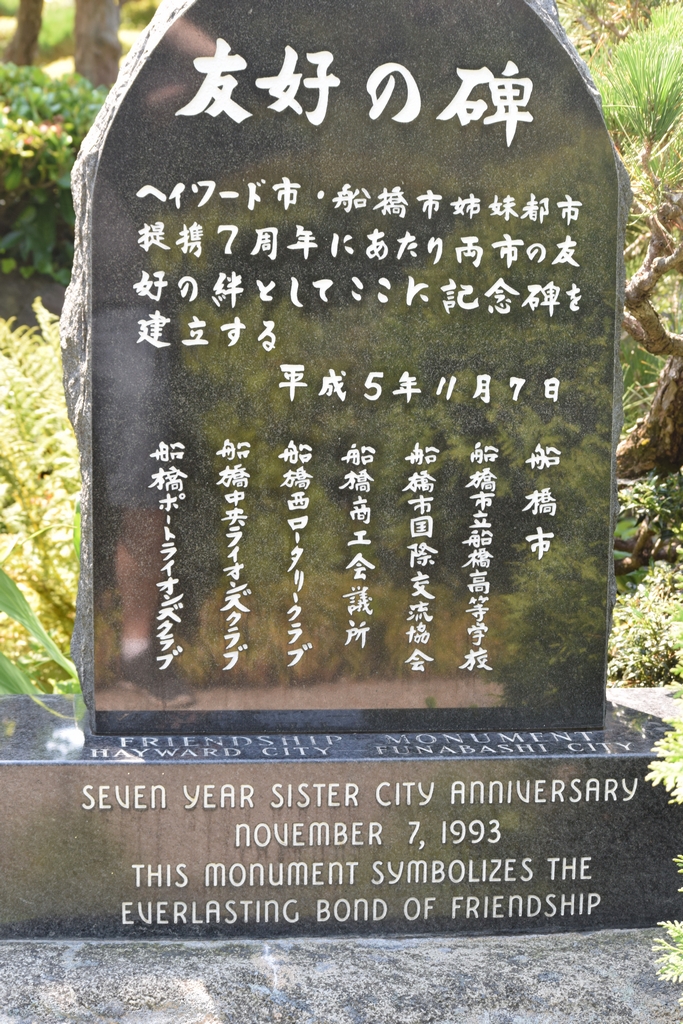 友好の碑
ヘイワード市・船橋市姉妹都市
提携7周年にあたり両市の友
好の絆としてここに記念碑を
建立する
平成5年11月7日
船橋市
船橋市立船橋高等学校
船橋市国際交流協会
船橋商工会議所
船橋西ロータリークラブ
船橋中央ライオンズクラブ
船橋ポートライオンズクラブ
FRIENDSHIP MONUMENT
HAYWARD CITY FUNABASHI CITY
SEVEN YEAR SISTER CITY ANNIVERSARY
NOVEMBER 7, 1993
THIS MONUMENT SYMBOLIZES THE
EVERLASTING BOND OF FRIENDSHIP